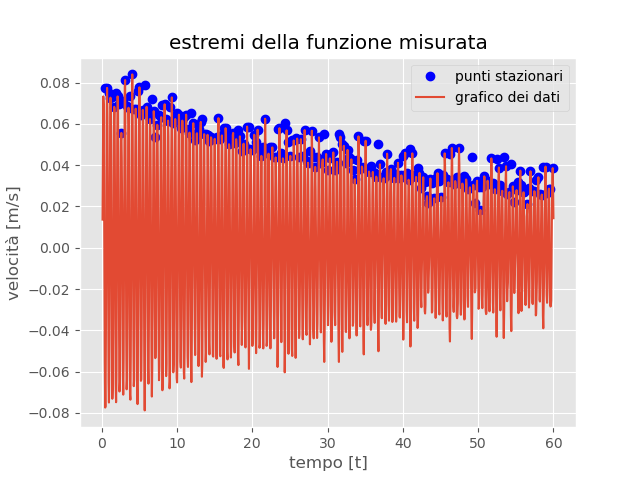 estremi della funzione misurata
punti stazionari
grafico dei dati
velocità [m/s]
0.08
0.06
0.04
0.02
0.00
−0.02
−0.04
−0.06
−0.08
0 10 20 30 40 50 60
tempo [t]